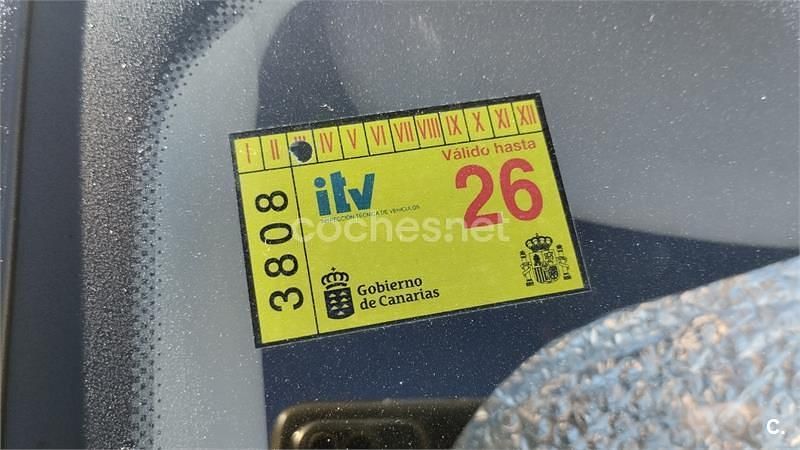 I II III IV V VI VII VIII IX X XI XII
Válido hasta
itv
26
INSPECCIÓN TÉCNICA DE VEHÍCULOS
3808
coches.net
Gobierno
de Canarias
C.